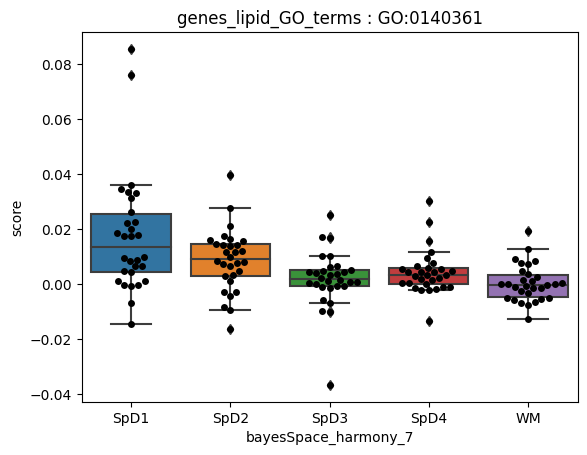 genes_lipid_GO_terms : GO:0140361
0.08
0.06
0.04
0.02
0.00
−0.02
−0.04
score
SpD1 SpD2 SpD3 SpD4 WM
bayesSpace_harmony_7